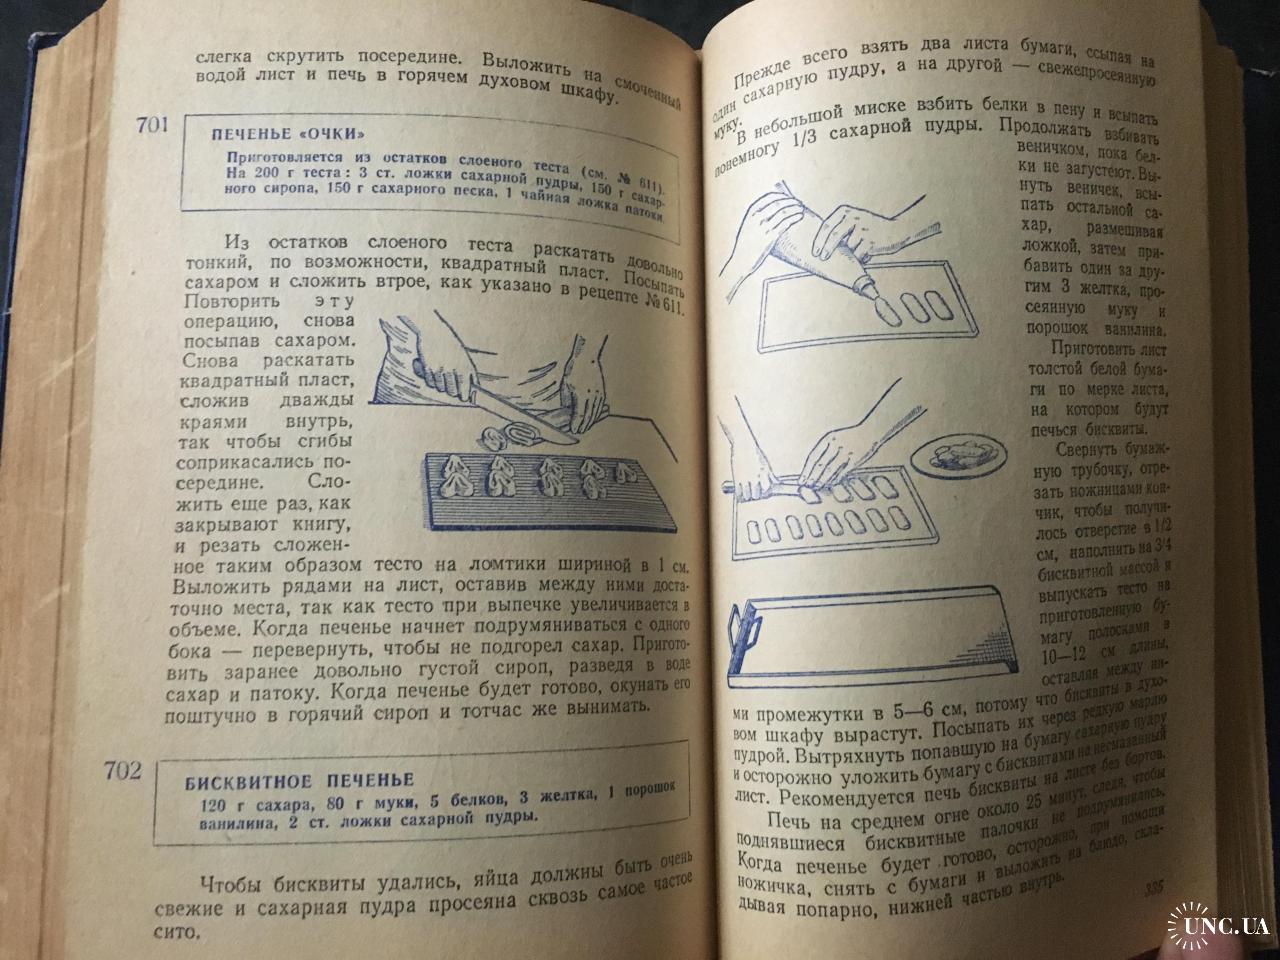 слегка скрутить посередине. Выложить на смоченный
водой лист и печь в горячем духовом шкафу.
701
ПЕЧЕНЬЕ «ОЧКИ»
Приготовляется из остатков слоеного теста (см. № 611).
На 200 г теста: 3 ст. ложки сахарной пудры, 150 г сахар-
ного сиропа, 150 г сахарного песка, 1 чайная ложка патоки.
Из остатков слоеного теста раскатать довольно
тонкий, по возможности, квадратный пласт. Посыпать
сахаром и сложить втрое, как указано в рецепте № 611.
Повторить эту
операцию, снова
посыпав сахаром.
Снова раскатать
квадратный пласт,
сложив дважды
краями внутрь,
так чтобы сгибы
соприкасались по-
середине. Сло-
жить еще раз, как
закрывают книгу,
и резать сложен-
ное таким образом тесто на ломтики шириной в 1 см.
Выложить рядами на лист, оставив между ними доста-
точно места, так как тесто при выпечке увеличивается в
объеме. Когда печенье начнет подрумяниваться с одного
бока — перевернуть, чтобы не подгорел сахар. Пригото-
вить заранее довольно густой сироп, разведя в воде
сахар и патоку. Когда печенье будет готово, окунать его
поштучно в горячий сироп и тотчас же вынимать.
702
БИСКВИТНОЕ ПЕЧЕНЬЕ
120 г сахара, 80 г муки, 5 белков, 3 желтка, 1 порошок
ванилина, 2 ст. ложки сахарной пудры.
Чтобы бисквиты удались, яйца должны быть очень
свежие и сахарная пудра просеяна сквозь самое частое
сито.
Прежде всего взять два листа бумаги, ссыпая на
один сахарную пудру, а на другой — свежепросеянную
муку.
В небольшой миске взбить белки в пену и всыпать
понемногу 1/3 сахарной пудры. Продолжать взбивать
веничком, пока бел-
ки не загустеют. Вы-
нуть веничек, всы-
пать остальной са-
хар, размешивая
ложкой, затем при-
бавить один за дру-
гим 3 желтка, про-
сеянную муку и
порошок ванилина.
Приготовить лист
толстой белой бума-
ги по мерке листа,
на котором будут
печься бисквиты.
Свернуть бумаж-
ную трубочку, отре-
зать ножницами кон-
чик, чтобы получи-
лось отверстие в 1/2
см, наполнить на 3/4
бисквитной массой и
выпускать тесто на
приготовленную бу-
магу полосками в
10—12 см длины,
оставляя между ни-
ми промежутки в 5—6 см, потому что бисквиты в духо-
вом шкафу вырастут. Посыпать их через редкую марлю
пудрой. Вытряхнуть попавшую на бумагу сахарную пудру
и осторожно уложить бумагу с бисквитами на несмазанный
лист. Рекомендуется печь бисквиты на листе без бортов.
Печь на среднем огне около 25 минут, следя, чтобы
поднявшиеся бисквитные палочки не подрумянились.
Когда печенье будет готово, осторожно, при помощи
ножичка, снять с бумаги и выложить на блюдо, скла-
дывая попарно, нижней частью внутрь.
335
UNC.UA